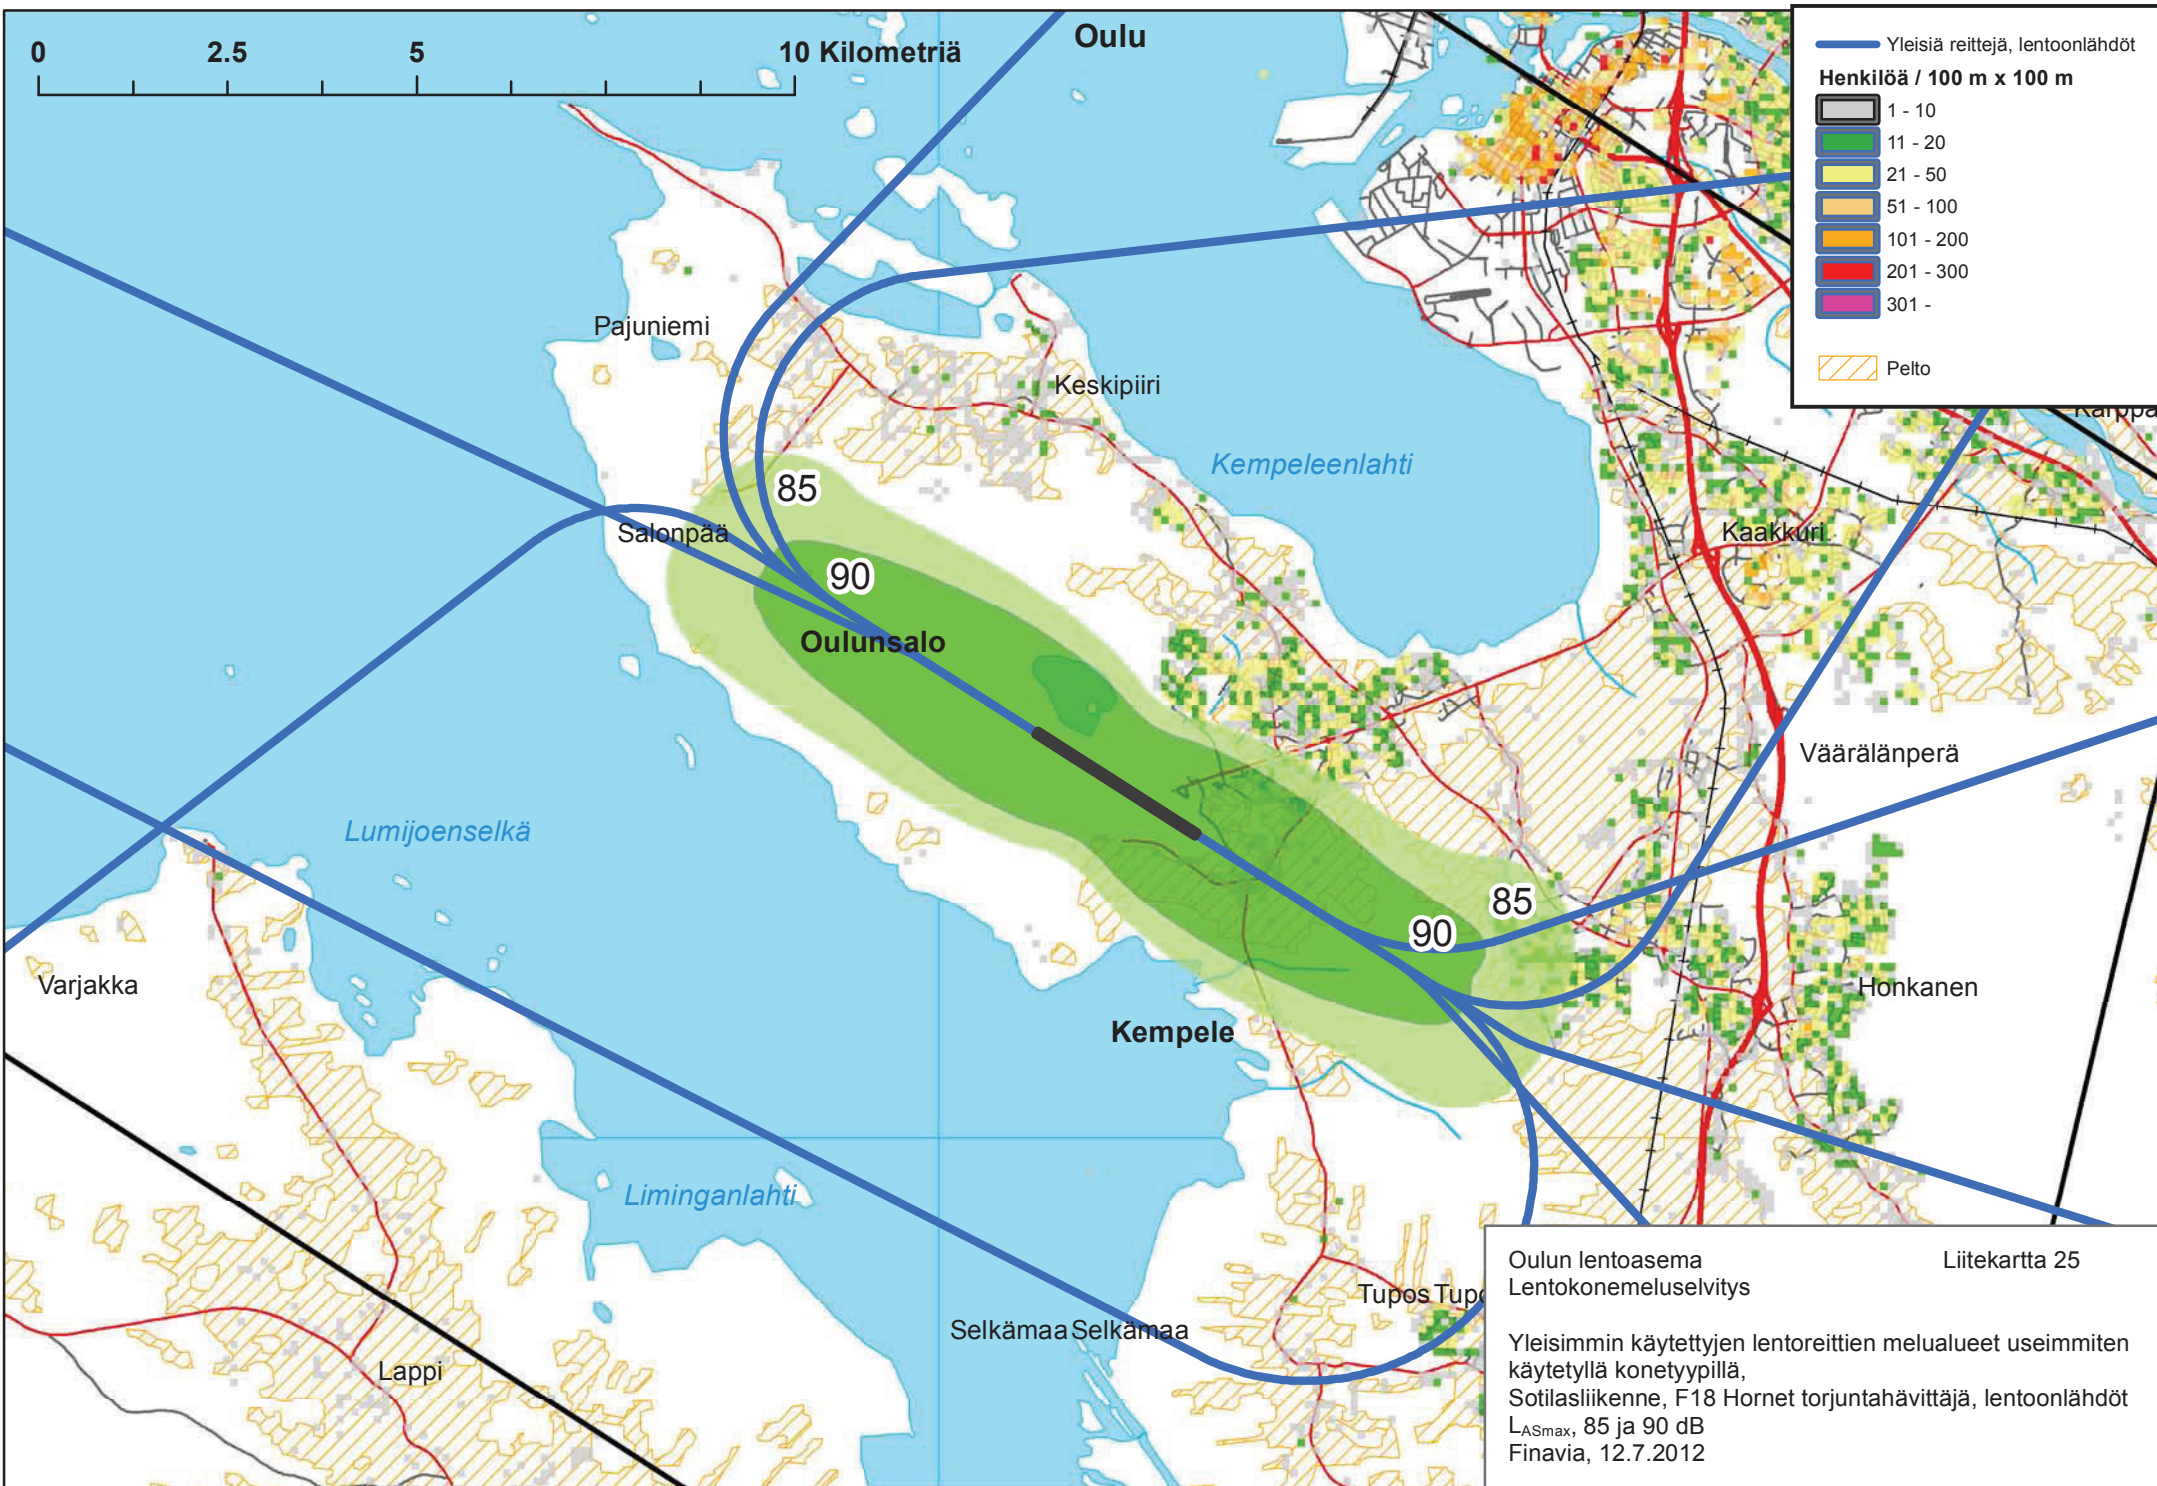 0 2.5 5 10 Kilometriä
Oulu
Yleisiä reittejä, lentoonlähdöt
Henkilöä / 100 m x 100 m
1 - 10
11 - 20
21 - 50
51 - 100
101 - 200
201 - 300
301 -
Pelto
Pajuniemi
Keskipiiri
Kempeleenlahti
85
Salonpää
Kaakkuri
90
Oulunsalo
Väärälänperä
Lumijoenselkä
85
90
Varjakka
Honkanen
Kempele
Liminganlahti
Tupos
Selkämaa Selkämaa
Lappi
Oulun lentoasema Liitekartta 25
Lentokonemeluselvitys
Yleisimmin käytettyjen lentoreittien melualueet useimmiten
käytetyllä konetyypillä,
Sotilasliikenne, F18 Hornet torjuntahävittäjä, lentoonlähdöt
LASmax, 85 ja 90 dB
Finavia, 12.7.2012